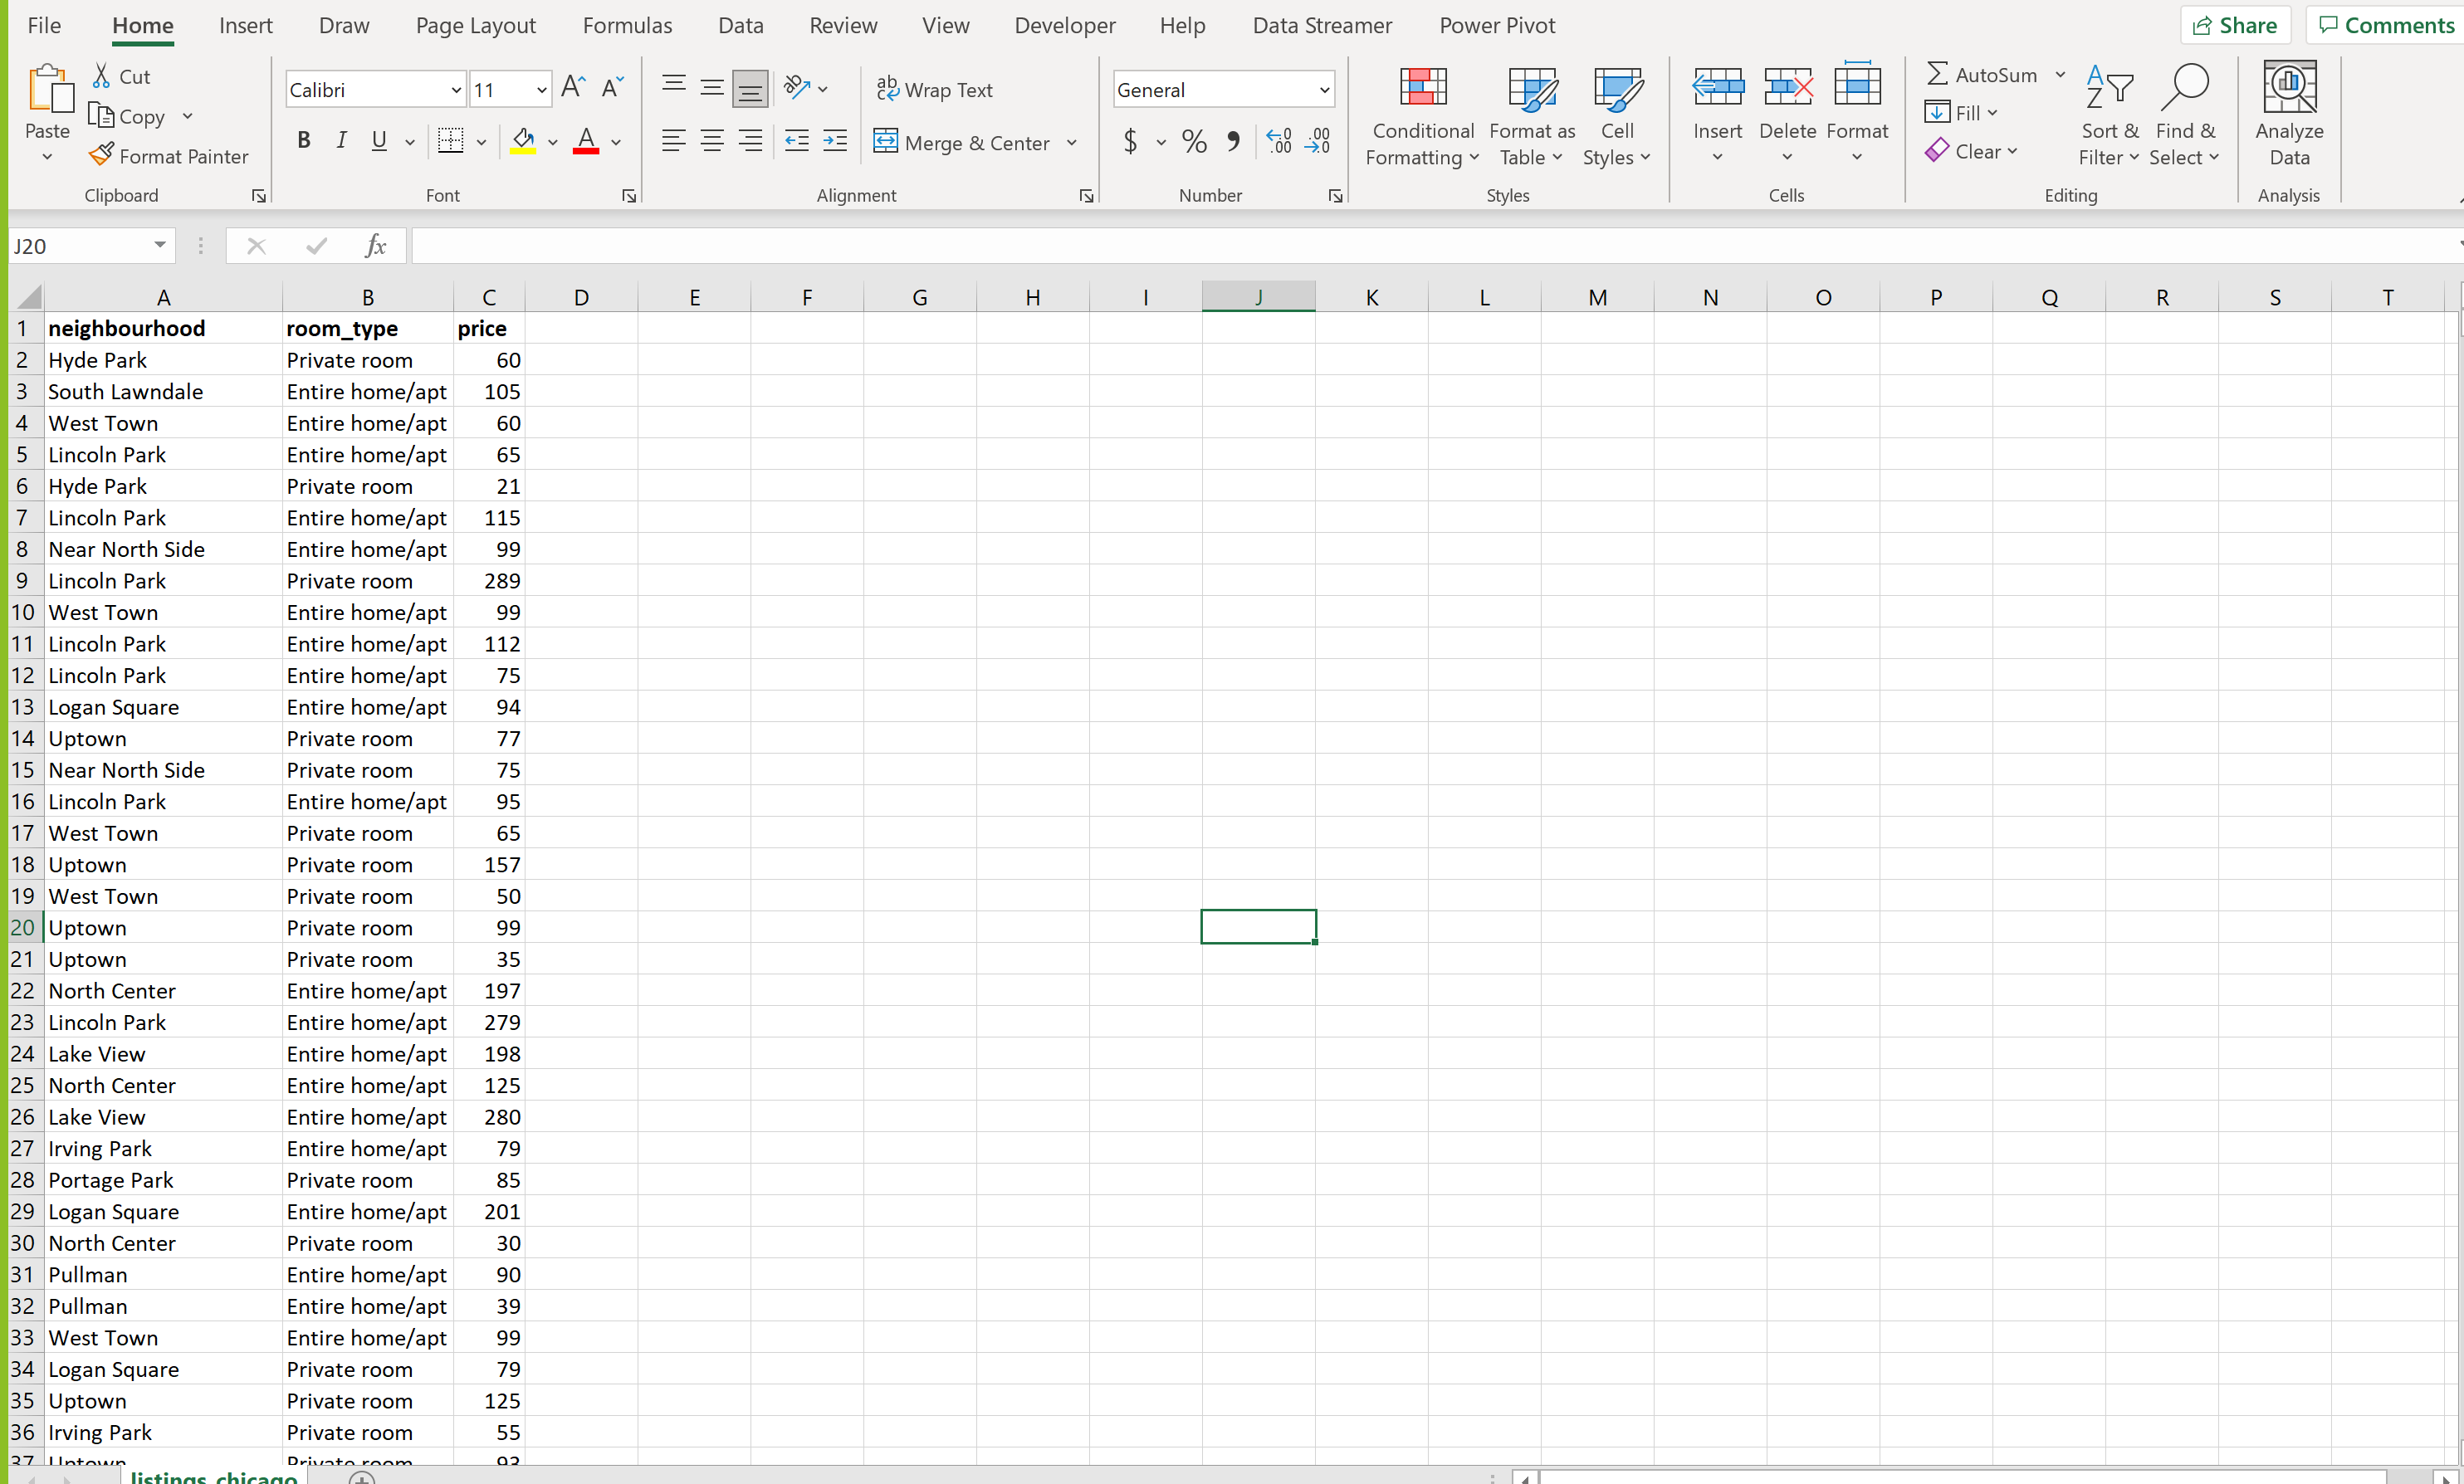 File Home Insert Draw Page Layout Formulas Data Review View Developer Help Data Streamer Power Pivot Share Comments
Paste
Cut
Copy
Format Painter
Clipboard
Calibri 11 A A
B I U A
Font
ab
c
Wrap Text
Merge & Center
Alignment
General
$ % , .0 .00 .00 .0
Number
Conditional Formatting
Format as Table
Cell Styles
Styles
Insert Delete Format
Cells
AutoSum
Fill
Clear
A
Z
Sort & Filter
Find & Select
Editing
Analyze Data
Analysis
J20 fx
A B C D E F G H I J K L M N O P Q R S T
1 neighbourhood room_type price
2 Hyde Park Private room 60
3 South Lawndale Entire home/apt 105
4 West Town Entire home/apt 60
5 Lincoln Park Entire home/apt 65
6 Hyde Park Private room 21
7 Lincoln Park Entire home/apt 115
8 Near North Side Entire home/apt 99
9 Lincoln Park Private room 289
10 West Town Entire home/apt 99
11 Lincoln Park Entire home/apt 112
12 Lincoln Park Entire home/apt 75
13 Logan Square Entire home/apt 94
14 Uptown Private room 77
15 Near North Side Private room 75
16 Lincoln Park Entire home/apt 95
17 West Town Private room 65
18 Uptown Private room 157
19 West Town Private room 50
20 Uptown Private room 99
21 Uptown Private room 35
22 North Center Entire home/apt 197
23 Lincoln Park Entire home/apt 279
24 Lake View Entire home/apt 198
25 North Center Entire home/apt 125
26 Lake View Entire home/apt 280
27 Irving Park Entire home/apt 79
28 Portage Park Private room 85
29 Logan Square Entire home/apt 201
30 North Center Private room 30
31 Pullman Entire home/apt 90
32 Pullman Entire home/apt 39
33 West Town Entire home/apt 99
34 Logan Square Private room 79
35 Uptown Private room 125
36 Irving Park Private room 55
37 Uptown Private room 93
listings_chicago